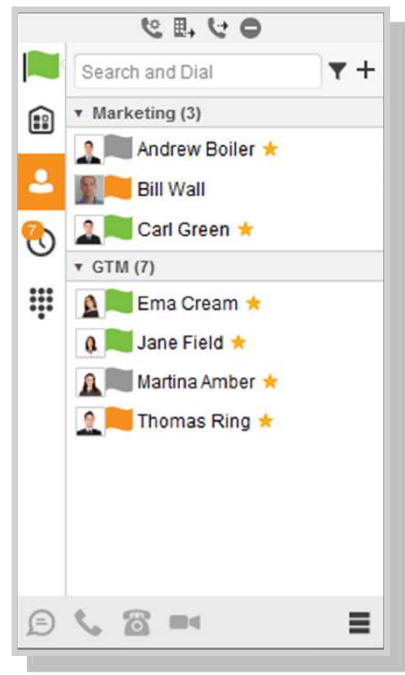 Search and Dial
Marketing (3)
Andrew Boiler
Bill Wall
Carl Green
7
GTM (7)
Ema Cream
Jane Field
Martina Amber
Thomas Ring